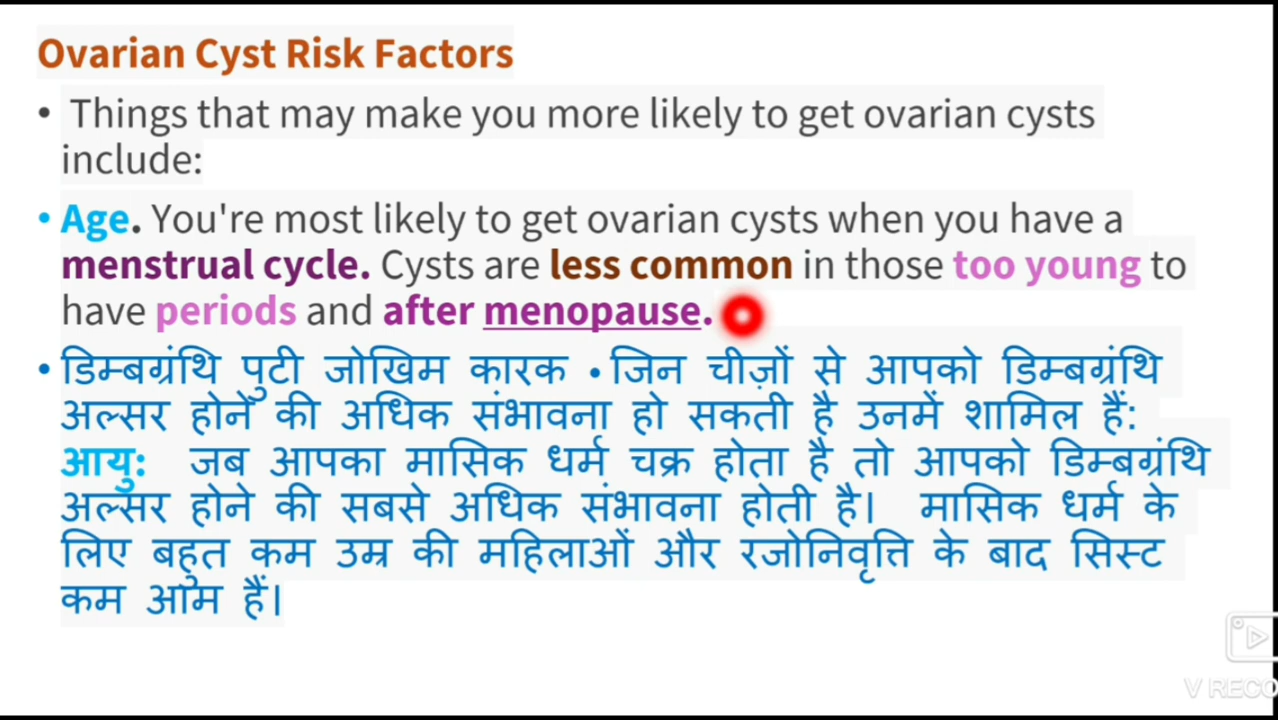 Ovarian Cyst Risk Factors
• Things that may make you more likely to get ovarian cysts
include:
• Age. You're most likely to get ovarian cysts when you have a
menstrual cycle. Cysts are less common in those too young to
have periods and after menopause.
• डिम्बग्रंथि पुटी जोखिम कारक • जिन चीज़ों से आपको डिम्बग्रंथि
अल्सर होने की अधिक संभावना हो सकती है उनमें शामिल हैं:
आयु: जब आपका मासिक धर्म चक्र होता है तो आपको डिम्बग्रंथि
अल्सर होने की सबसे अधिक संभावना होती है। मासिक धर्म के
लिए बहुत कम उम्र की महिलाओं और रजोनिवृत्ति के बाद सिस्ट
कम आम हैं।
V RECO